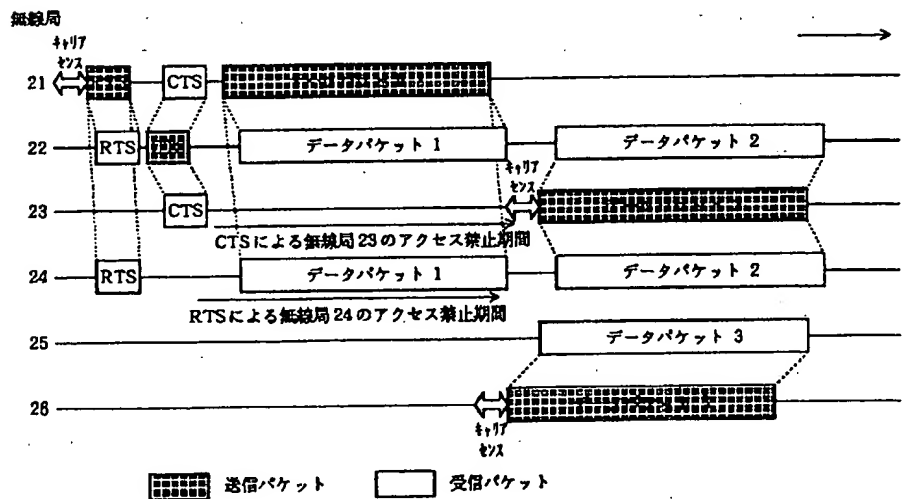 無線局
キャリア
センス
21
CTS
22
RTS
データパケット 1
データパケット 2
キャリア
センス
23
CTS
CTSによる無線局23のアクセス禁止期間
24
RTS
データパケット 1
データパケット 2
RTSによる無線局24のアクセス禁止期間
25
データパケット 3
26
キャリア
センス
送信パケット
受信パケット